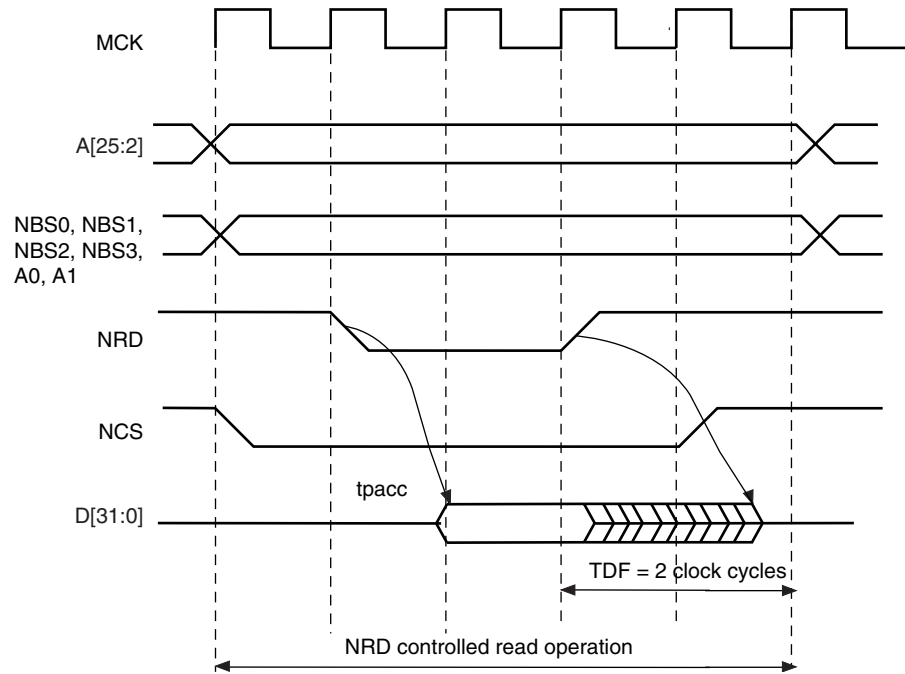 MCK
A[25:2]
NBS0, NBS1,
NBS2, NBS3,
A0, A1
NRD
NCS
tpacc
D[31:0]
TDF = 2 clock cycles
NRD controlled read operation